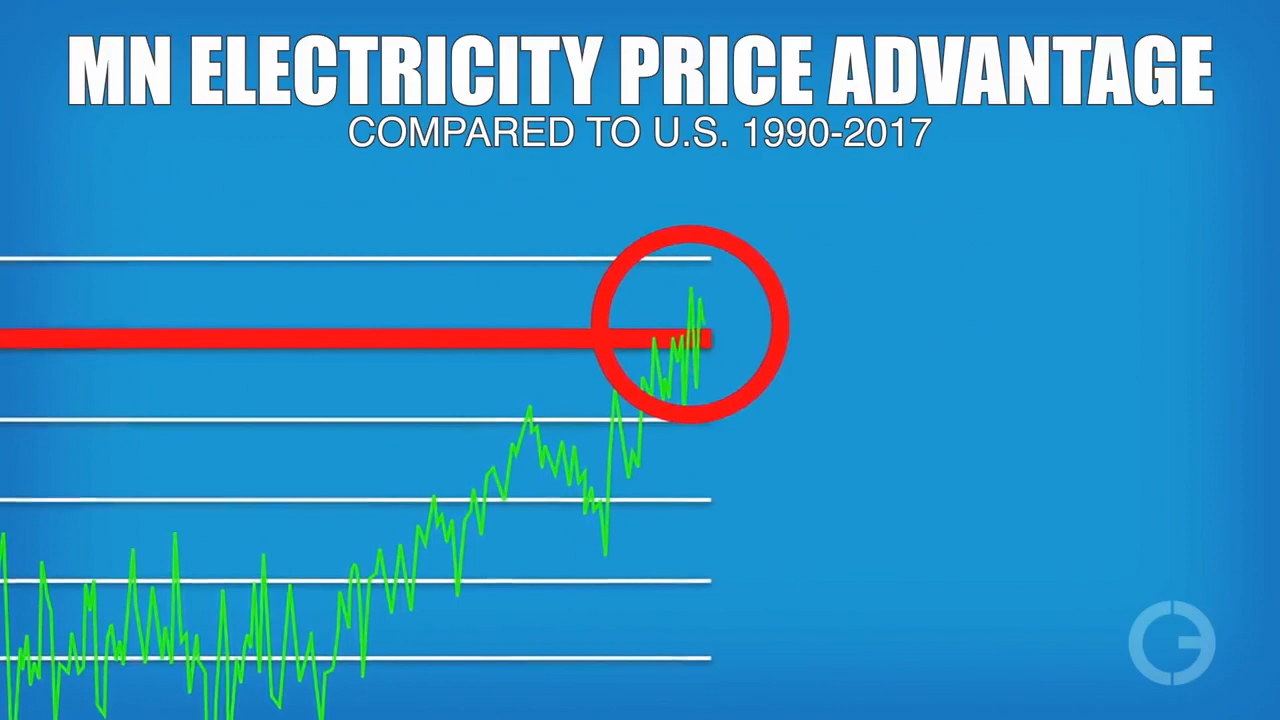 MN ELECTRICITY PRICE ADVANTAGE
COMPARED TO U.S. 1990-2017